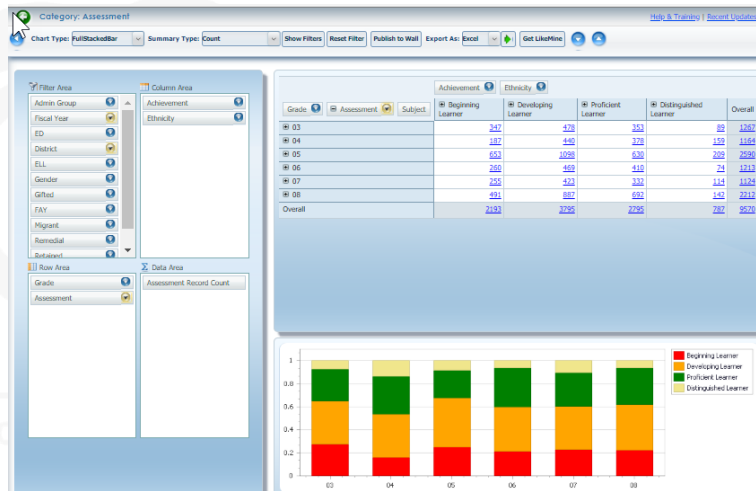 Category: Assessment
Help & Training | Recent Updates
Chart Type: FullStackedBar Summary Type: Count Show Filters Reset Filter Publish to Wall Export As: Excel Get LikeMine
Filter Area
Admin Group
Fiscal Year
ED
District
ELL
Gender
Gifted
FAY
Migrant
Remedial
Retained
Column Area
Achievement
Ethnicity
Row Area
Grade
Assessment
Σ Data Area
Assessment Record Count
Achievement Ethnicity
Grade Assessment Subject Beginning Learner Developing Learner Proficient Learner Distinguished Learner Overall
03 347 478 353 89 1267
04 187 440 378 159 1164
05 653 1098 630 209 2590
06 260 469 410 74 1213
07 255 423 332 114 1124
08 491 887 692 142 2212
Overall 2193 3795 2795 787 9570
1
0.8
0.6
0.4
0.2
0
03 04 05 06 07 08
Beginning Learner
Developing Learner
Proficient Learner
Distinguished Learner